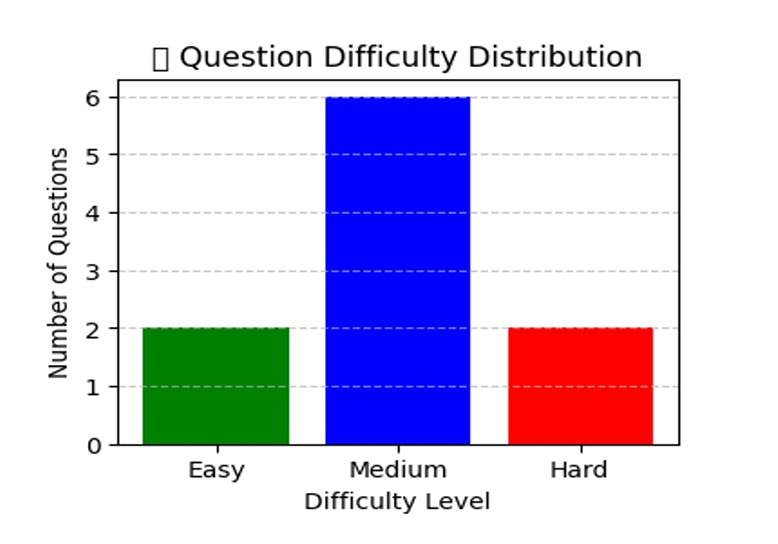 Question Difficulty Distribution
6
5
4
3
2
1
0
Number of Questions
Easy Medium Hard
Difficulty Level